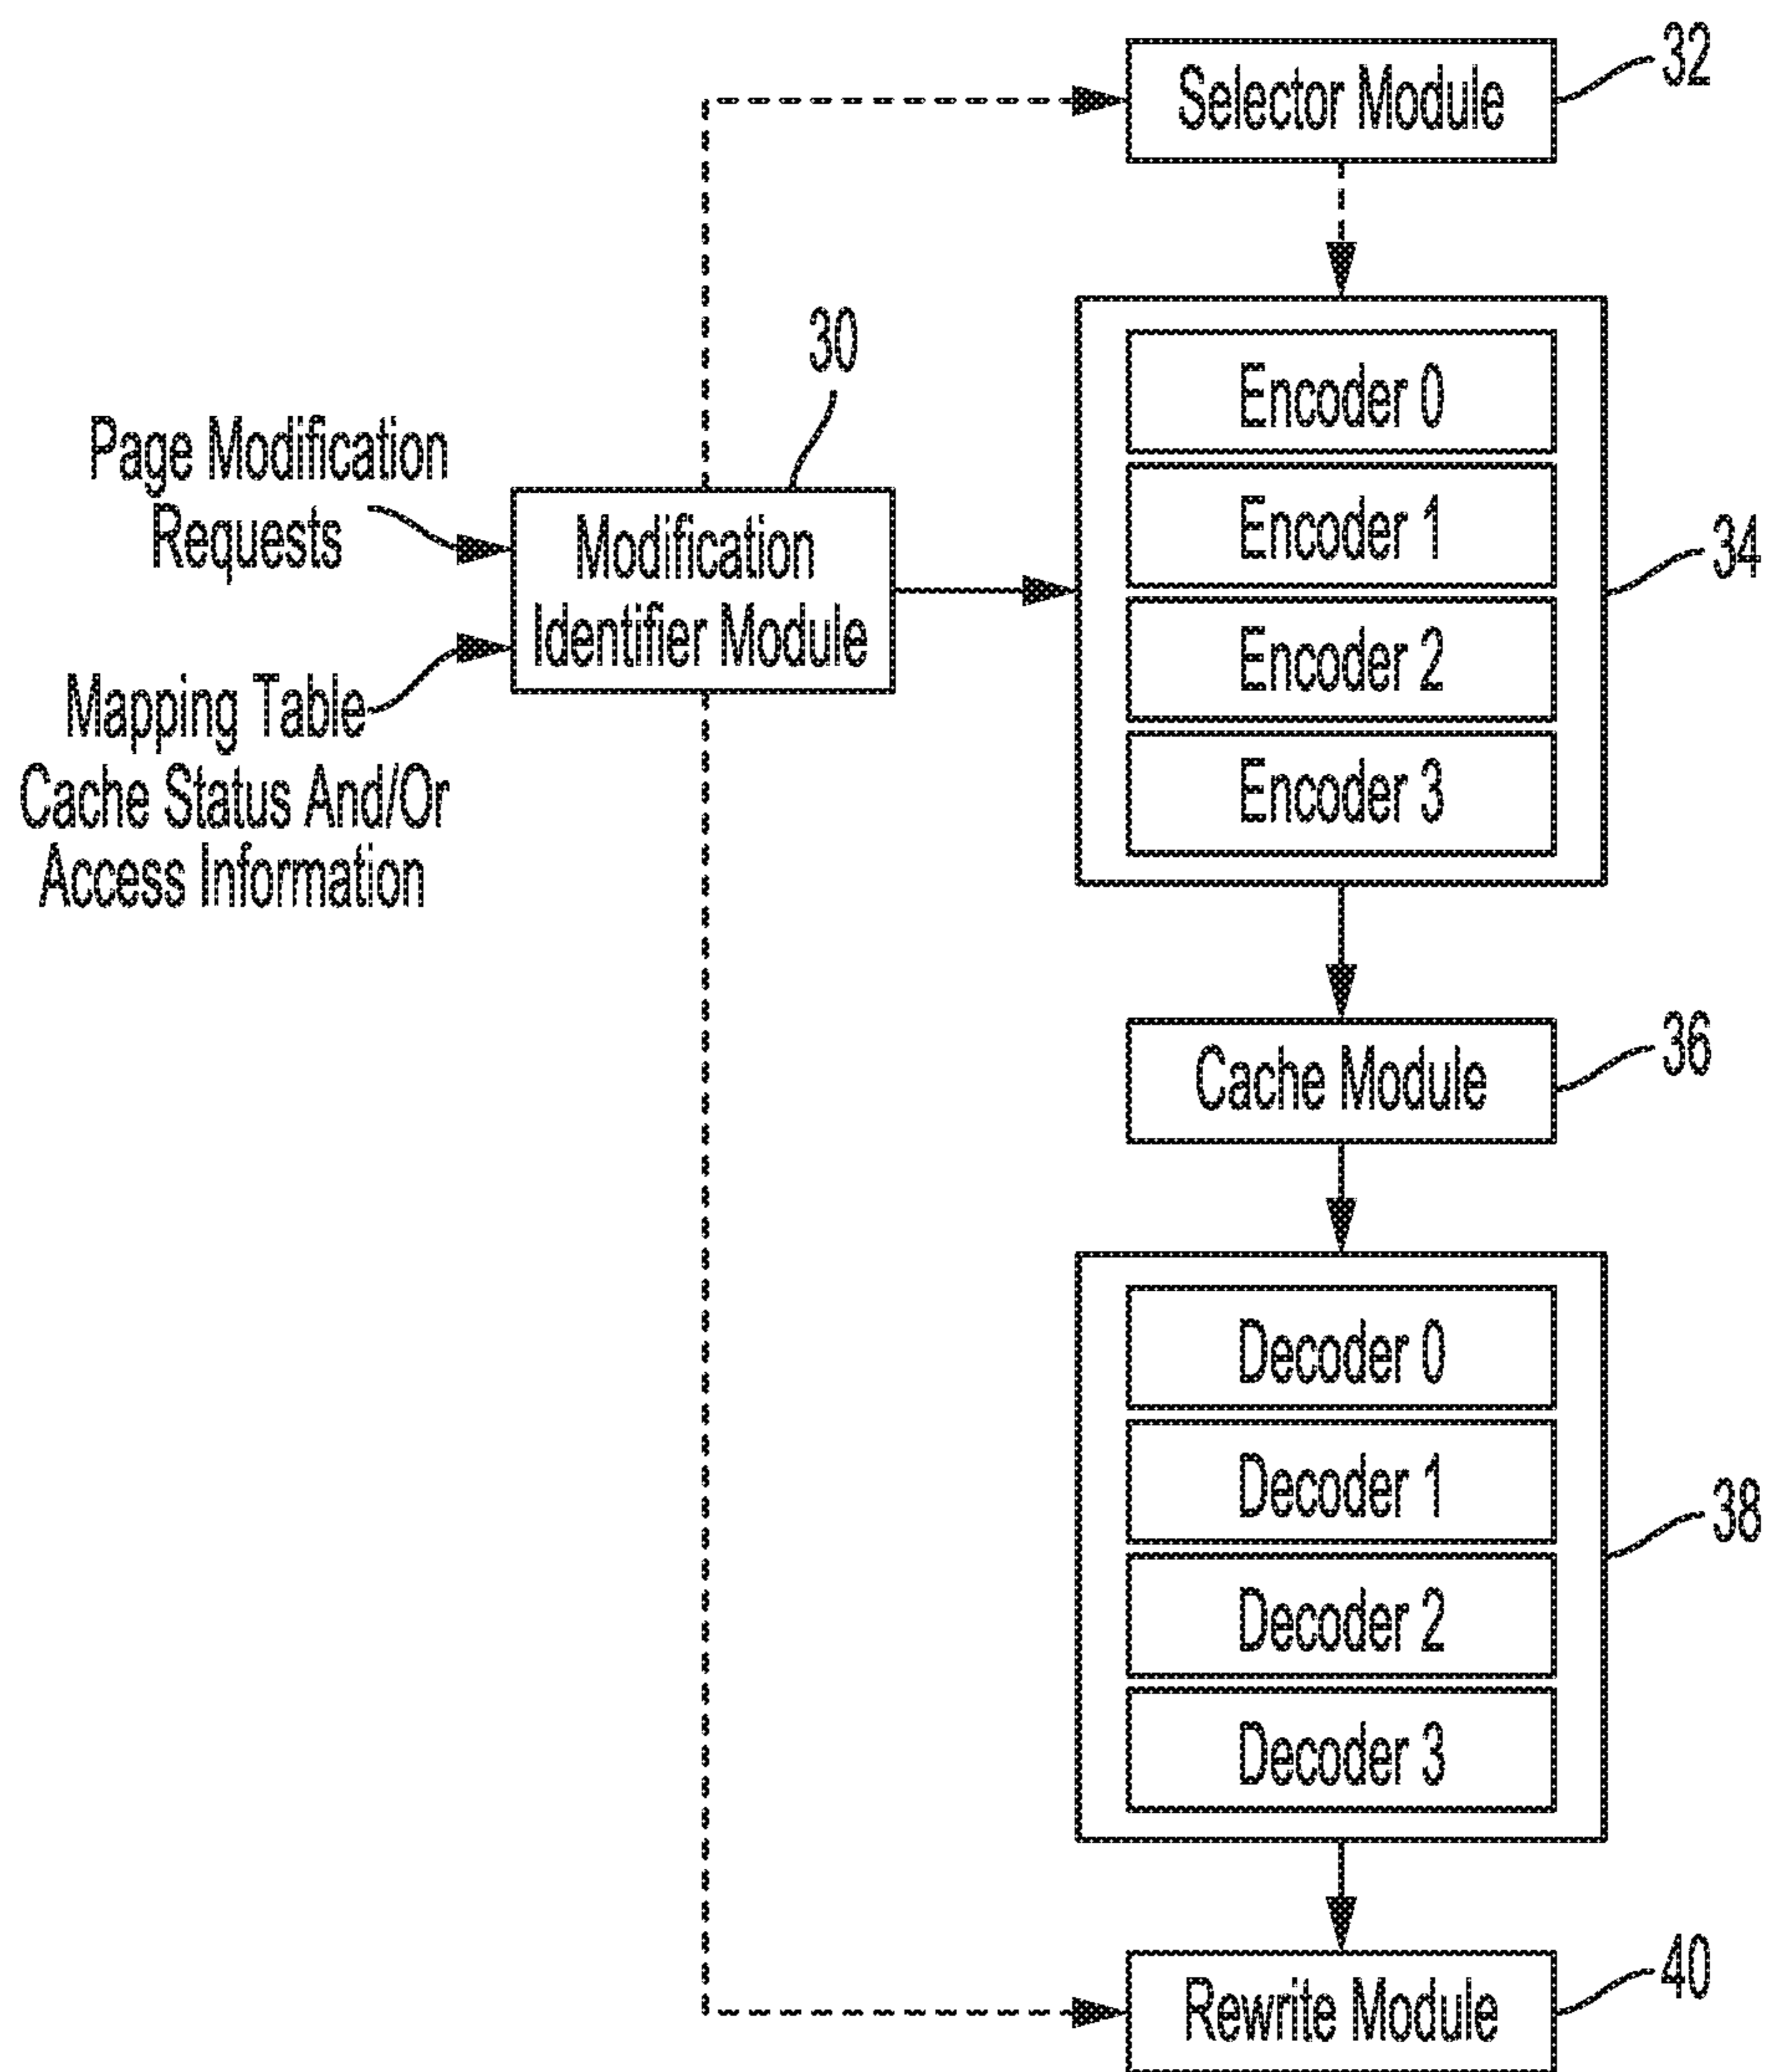 32
Selector Module
30
Encoder 0
Page Modification
Requests
Modification
Identifier Module
Encoder 1
34
Encoder 2
Mapping Table
Cache Status And/Or
Access Information
Encoder 3
36
Cache Module
Decoder 0
Decoder 1
38
Decoder 2
Decoder 3
40
Rewrite Module